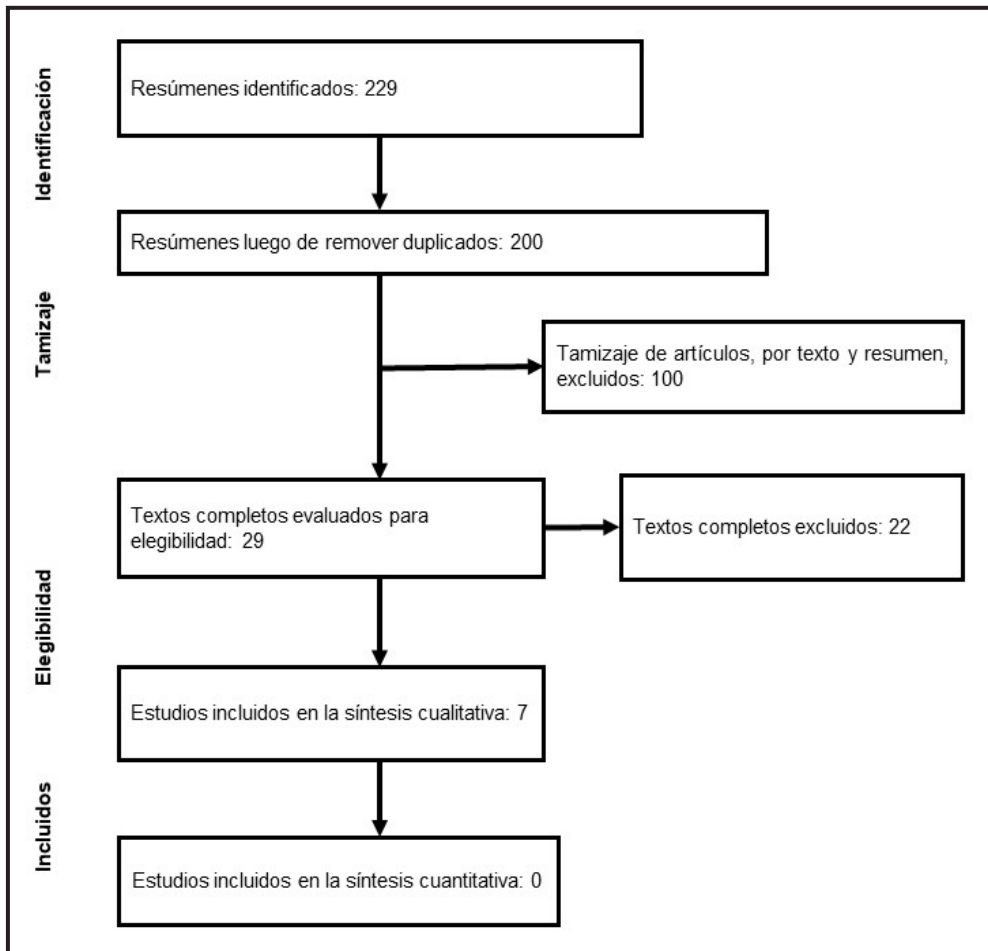 Identificación
Resúmenes identificados: 229
Resúmenes luego de remover duplicados: 200
Tamizaje
Tamizaje de artículos, por texto y resumen,
excluidos: 100
Textos completos evaluados para
elegibilidad: 29
Textos completos excluidos: 22
Elegibilidad
Estudios incluidos en la síntesis cualitativa: 7
Incluidos
Estudios incluidos en la síntesis cuantitativa: 0